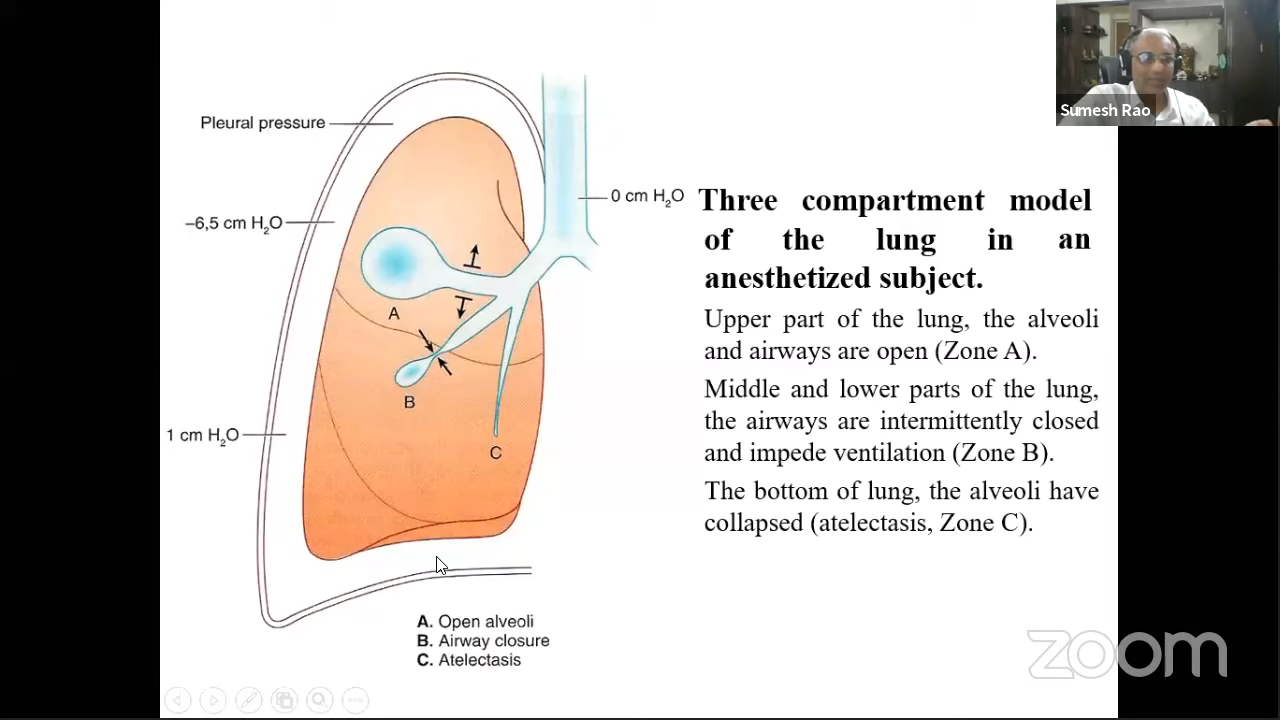 Sumesh Rao
Pleural pressure
0 cm H₂O
–6,5 cm H₂O
1 cm H₂O
A
B
C
A. Open alveoli
B. Airway closure
C. Atelectasis
Three compartment model
of the lung in an
anesthetized subject.
Upper part of the lung, the alveoli
and airways are open (Zone A).
Middle and lower parts of the lung,
the airways are intermittently closed
and impede ventilation (Zone B).
The bottom of lung, the alveoli have
collapsed (atelectasis, Zone C).
zoom